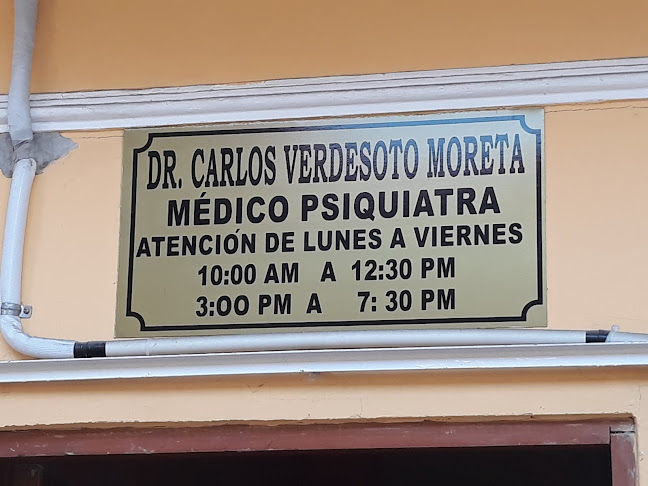 DR. CARLOS VERDESOTO MORETA
MÉDICO PSIQUIATRA
ATENCIÓN DE LUNES A VIERNES
10:00 AM A 12:30 PM
3:00 PM A 7: 30 PM